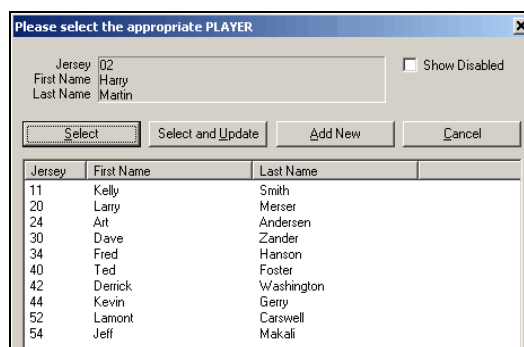 Please select the appropriate PLAYER
Jersey 02
First Name Harry
Last Name Martin
Show Disabled
Select Select and Update Add New Cancel
Jersey First Name Last Name
11 Kelly Smith
20 Larry Merser
24 Art Andersen
30 Dave Zander
34 Fred Hanson
40 Ted Foster
42 Derrick Washington
44 Kevin Gerry
52 Lamont Carswell
54 Jeff Makali